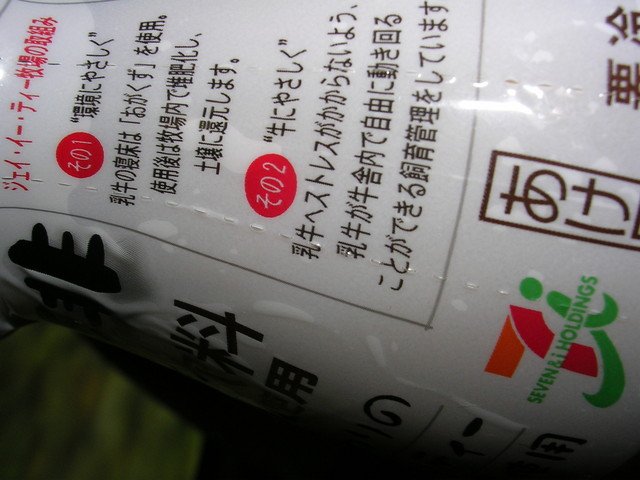 ジェイ・イー・ティー牧場の取組み
その1 “環境にやさしく”
乳牛の寝床は「おがくず」を使用。
使用後は牧場内で堆肥化し、
土壌に還元します。
その2 “牛にやさしく”
乳牛へストレスがかからないよう、
乳牛が牛舎内で自由に動き回る
ことができる飼育管理をしています
要冷
あけ
SEVEN & i HOLDINGS
料
用
の